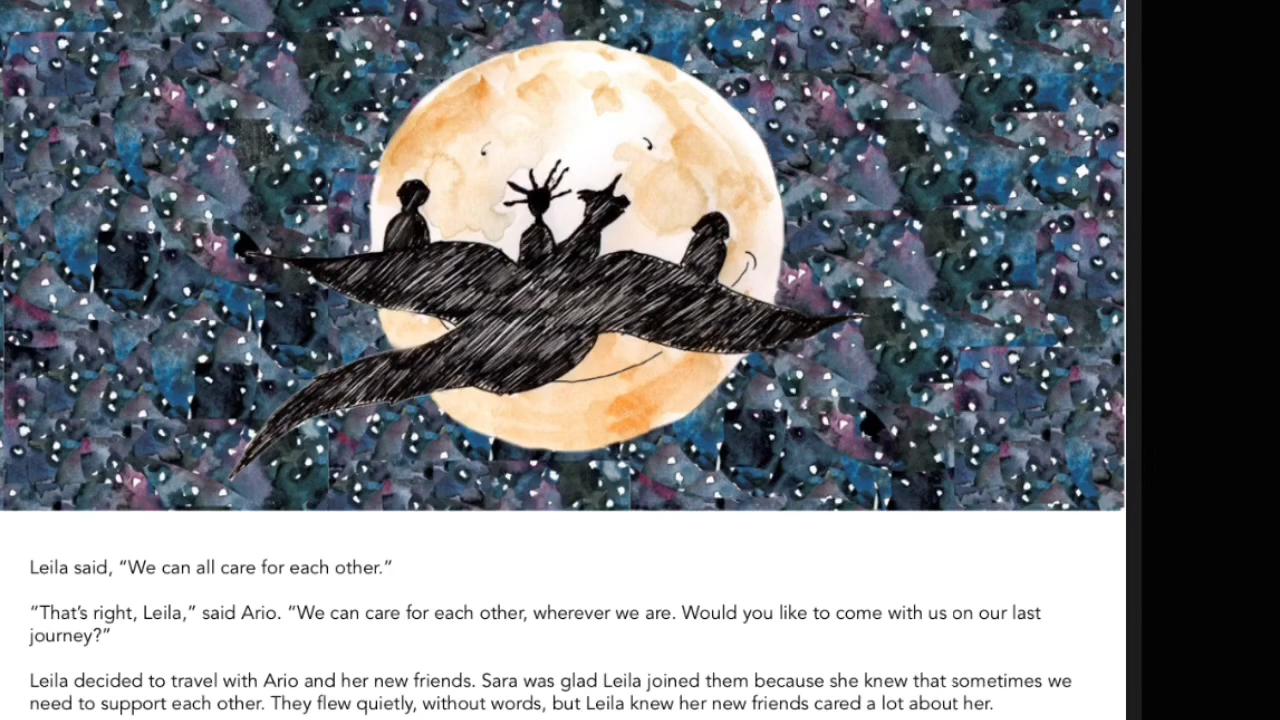 Leila said, “We can all care for each other.”
“That’s right, Leila,” said Ario. “We can care for each other, wherever we are. Would you like to come with us on our last
journey?”
Leila decided to travel with Ario and her new friends. Sara was glad Leila joined them because she knew that sometimes we
need to support each other. They flew quietly, without words, but Leila knew her new friends cared a lot about her.